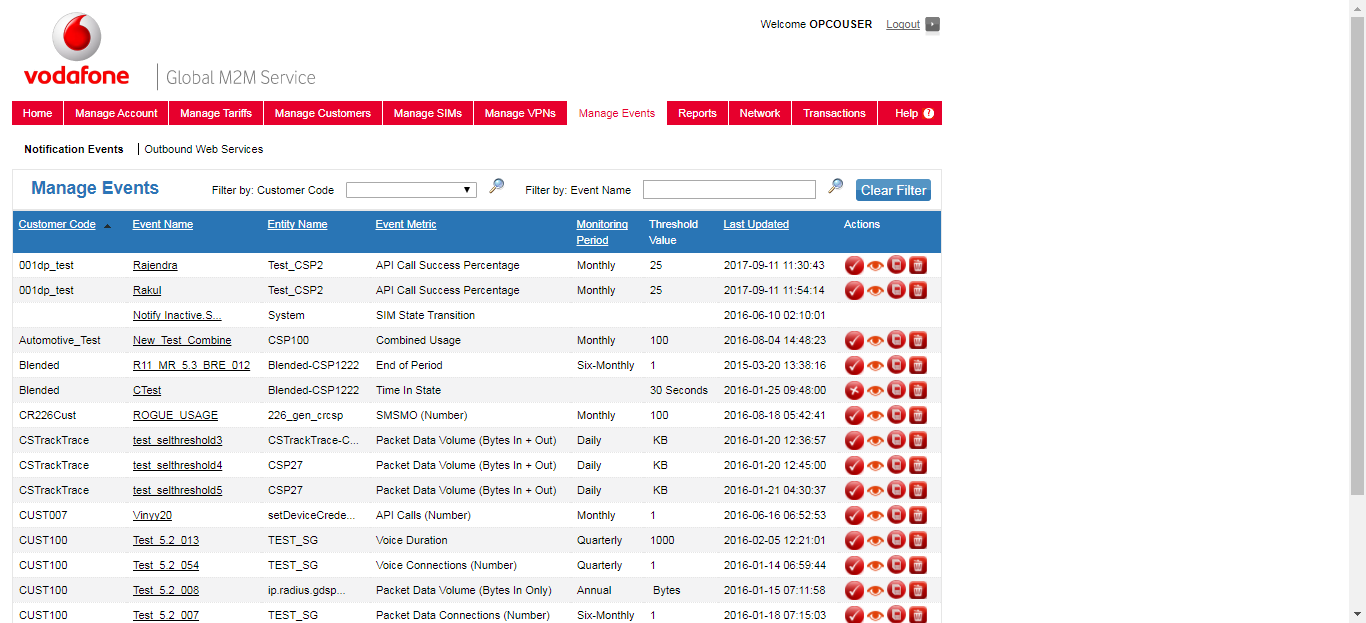 Welcome OPCOUSER Logout
vodafone
Global M2M Service
Home Manage Account Manage Tariffs Manage Customers Manage SIMs Manage VPNs Manage Events Reports Network Transactions Help ?
Notification Events | Outbound Web Services
Manage Events Filter by: Customer Code Filter by: Event Name Clear Filter
Customer Code Event Name Entity Name Event Metric Monitoring Period Threshold Value Last Updated Actions
001dp_test Rajendra Test_CSP2 API Call Success Percentage Monthly 25 2017-09-11 11:30:43
001dp_test Rakul Test_CSP2 API Call Success Percentage Monthly 25 2017-09-11 11:54:14
Notify Inactive.S... System SIM State Transition 2016-06-10 02:10:01
Automotive_Test New_Test_Combine CSP100 Combined Usage Monthly 100 2016-08-04 14:48:23
Blended R11_MR_5.3_BRE_012 Blended-CSP1222 End of Period Six-Monthly 1 2015-03-20 13:38:16
Blended CTest Blended-CSP1222 Time In State 30 Seconds 2016-01-25 09:48:00
CR226Cust ROGUE_USAGE 226_gen_crcsp SMSMO (Number) Monthly 100 2016-08-18 05:42:41
CSTrackTrace test_selthreshold3 CSTrackTrace-C... Packet Data Volume (Bytes In + Out) Daily KB 2016-01-20 12:36:57
CSTrackTrace test_selthreshold4 CSP27 Packet Data Volume (Bytes In + Out) Daily KB 2016-01-20 12:45:00
CSTrackTrace test_selthreshold5 CSP27 Packet Data Volume (Bytes In + Out) Daily KB 2016-01-21 04:30:37
CUST007 Vinyy20 setDeviceCrede... API Calls (Number) Monthly 1 2016-06-16 06:52:53
CUST100 Test_5.2_013 TEST_SG Voice Duration Quarterly 1000 2016-02-05 12:21:01
CUST100 Test_5.2_054 TEST_SG Voice Connections (Number) Quarterly 1 2016-01-14 06:59:44
CUST100 Test_5.2_008 ip.radius.gdsp... Packet Data Volume (Bytes In Only) Annual Bytes 2016-01-15 07:11:58
CUST100 Test_5.2_007 TEST_SG Packet Data Connections (Number) Six-Monthly 1 2016-01-18 07:15:03